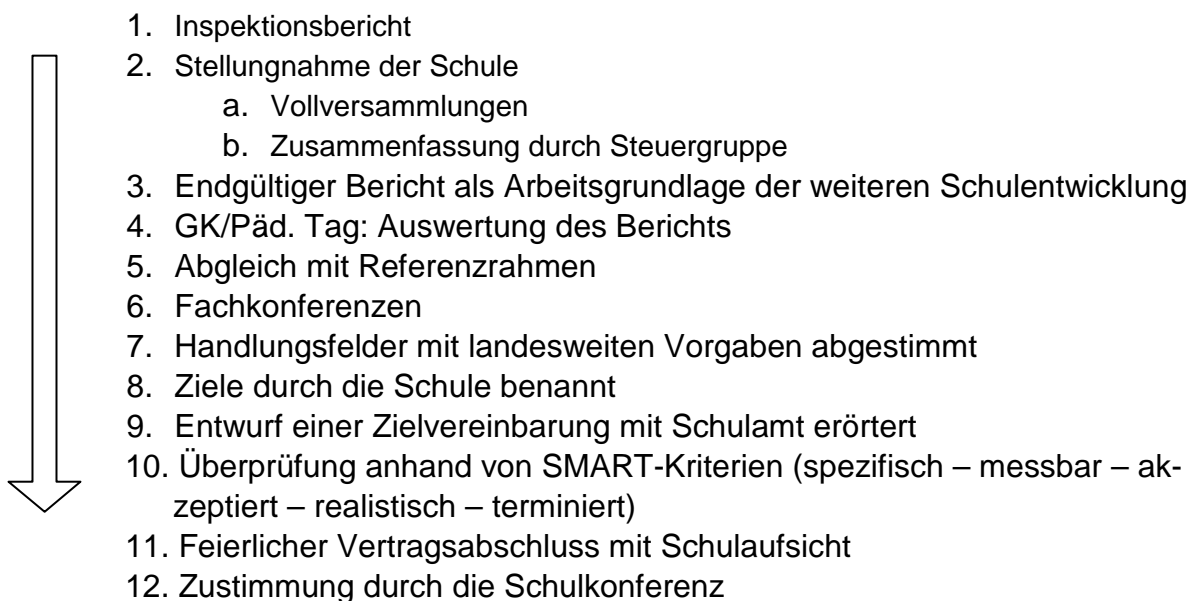 1. Inspektionsbericht
2. Stellungnahme der Schule
a. Vollversammlungen
b. Zusammenfassung durch Steuergruppe
3. Endgültiger Bericht als Arbeitsgrundlage der weiteren Schulentwicklung
4. GK/Päd. Tag: Auswertung des Berichts
5. Abgleich mit Referenzrahmen
6. Fachkonferenzen
7. Handlungsfelder mit landesweiten Vorgaben abgestimmt
8. Ziele durch die Schule benannt
9. Entwurf einer Zielvereinbarung mit Schulamt erörtert
10. Überprüfung anhand von SMART-Kriterien (spezifisch – messbar – ak-
zeptiert – realistisch – terminiert)
11. Feierlicher Vertragsabschluss mit Schulaufsicht
12. Zustimmung durch die Schulkonferenz